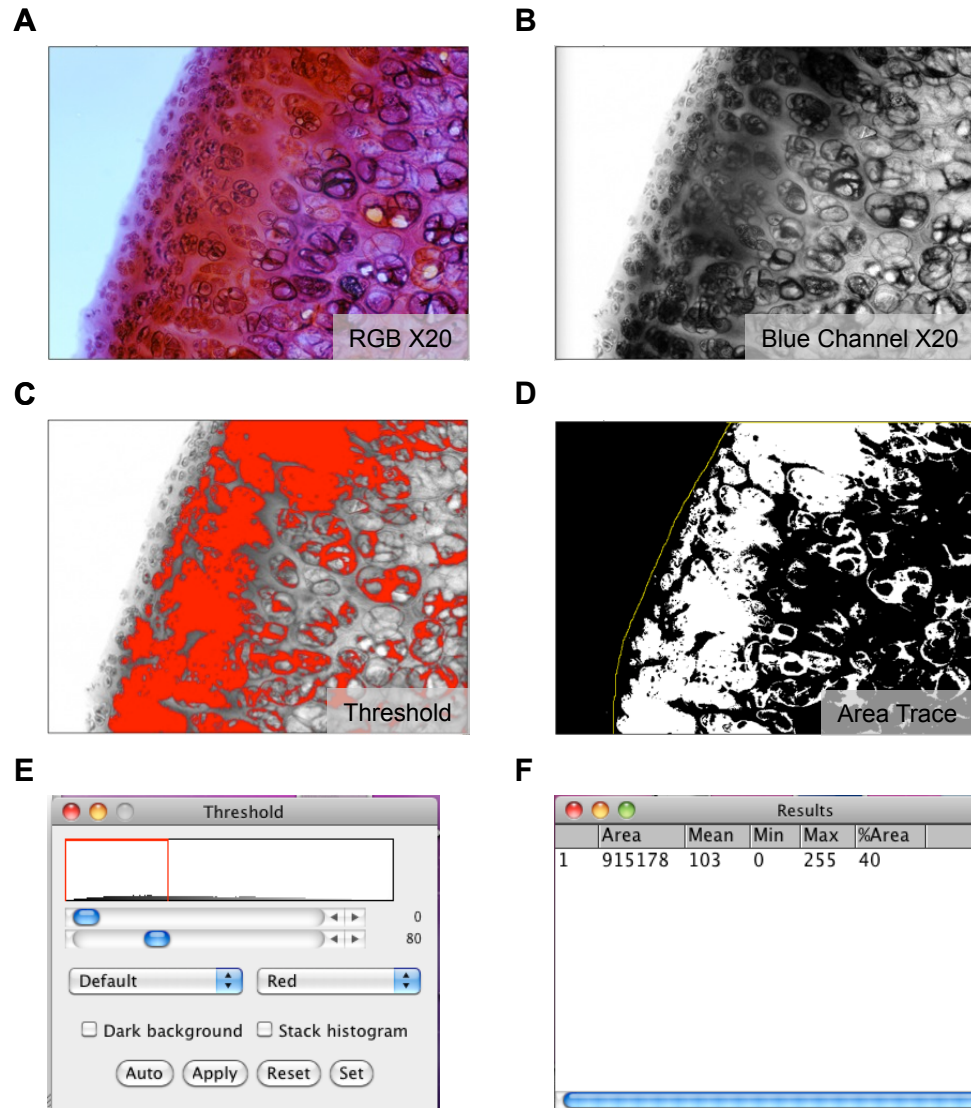 A
B
RGB X20
Blue Channel X20
C
D
Threshold
Area Trace
E
F
Threshold
0
80
Default
Red
Dark background
Stack histogram
Auto
Apply
Reset
Set
Results
Area Mean Min Max %Area
1 915178 103 0 255 40